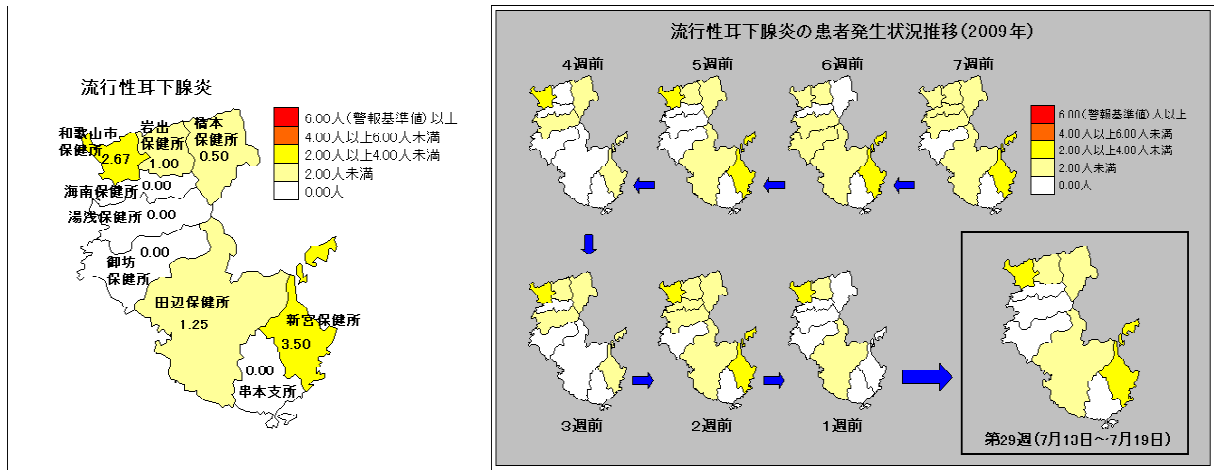 流行性耳下腺炎
6.00人(警報基準値)以上
4.00人以上6.00人未満
2.00人以上4.00人未満
2.00人未満
0.00人
和歌山市
保健所
2.67
岩出
保健所
1.00
橋本
保健所
0.50
0.00
海南保健所
0.00
湯浅保健所
0.00
御坊
保健所
田辺保健所
1.25
新宮保健所
3.50
0.00
串本支所
流行性耳下腺炎の患者発生状況推移(2009年)
4週前
5週前
6週前
7週前
6.00(警報基準値)人以上
4.00人以上6.00人未満
2.00人以上4.00人未満
2.00人未満
0.00人
3週前
2週前
1週前
第29週(7月13日～7月19日)